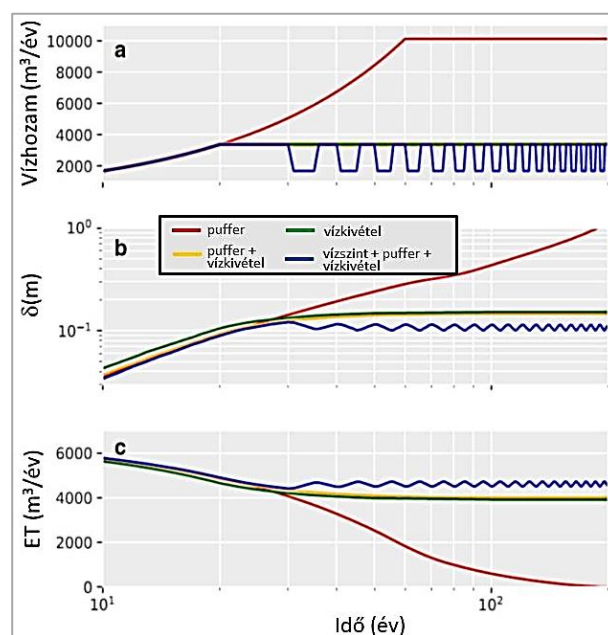 Vízhozam (m³/év)
a
10000
8000
6000
4000
2000
δ(m)
b
10⁰
10⁻¹
puffer
vízkivétel
puffer +
vízkivétel
vízszint + puffer +
vízkivétel
ET (m³/év)
c
6000
4000
2000
0
10¹
10²
Idő (év)